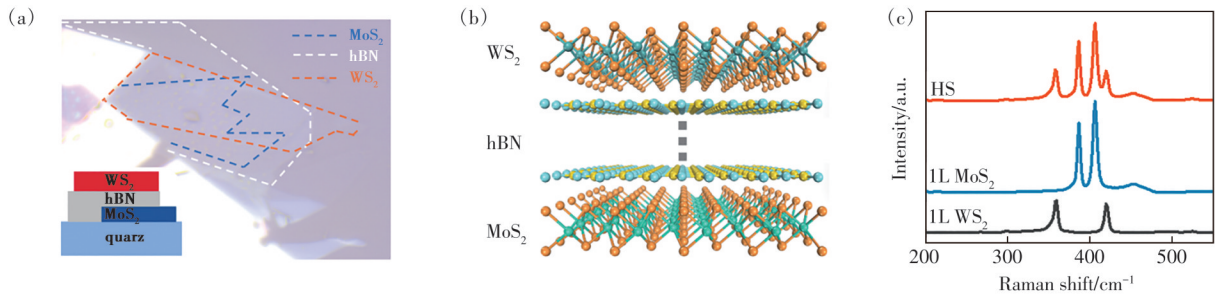 (a)
MoS₂
hBN
WS₂
WS₂
hBN
MoS₂
quarz
(b)
WS₂
hBN
MoS₂
(c)
Intensity/a.u.
HS
1L MoS₂
1L WS₂
200 300 400 500
Raman shift/cm⁻¹